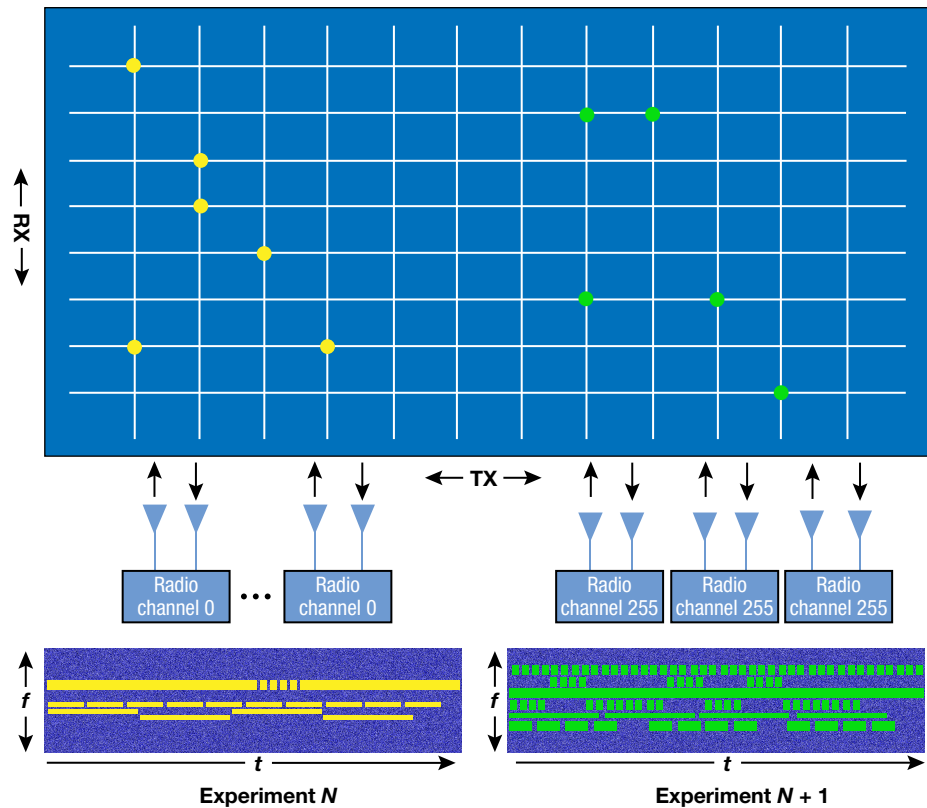 RX
TX
Radio
channel 0
...
Radio
channel 0
Radio
channel 255
Radio
channel 255
Radio
channel 255
f
t
Experiment N
f
t
Experiment N + 1